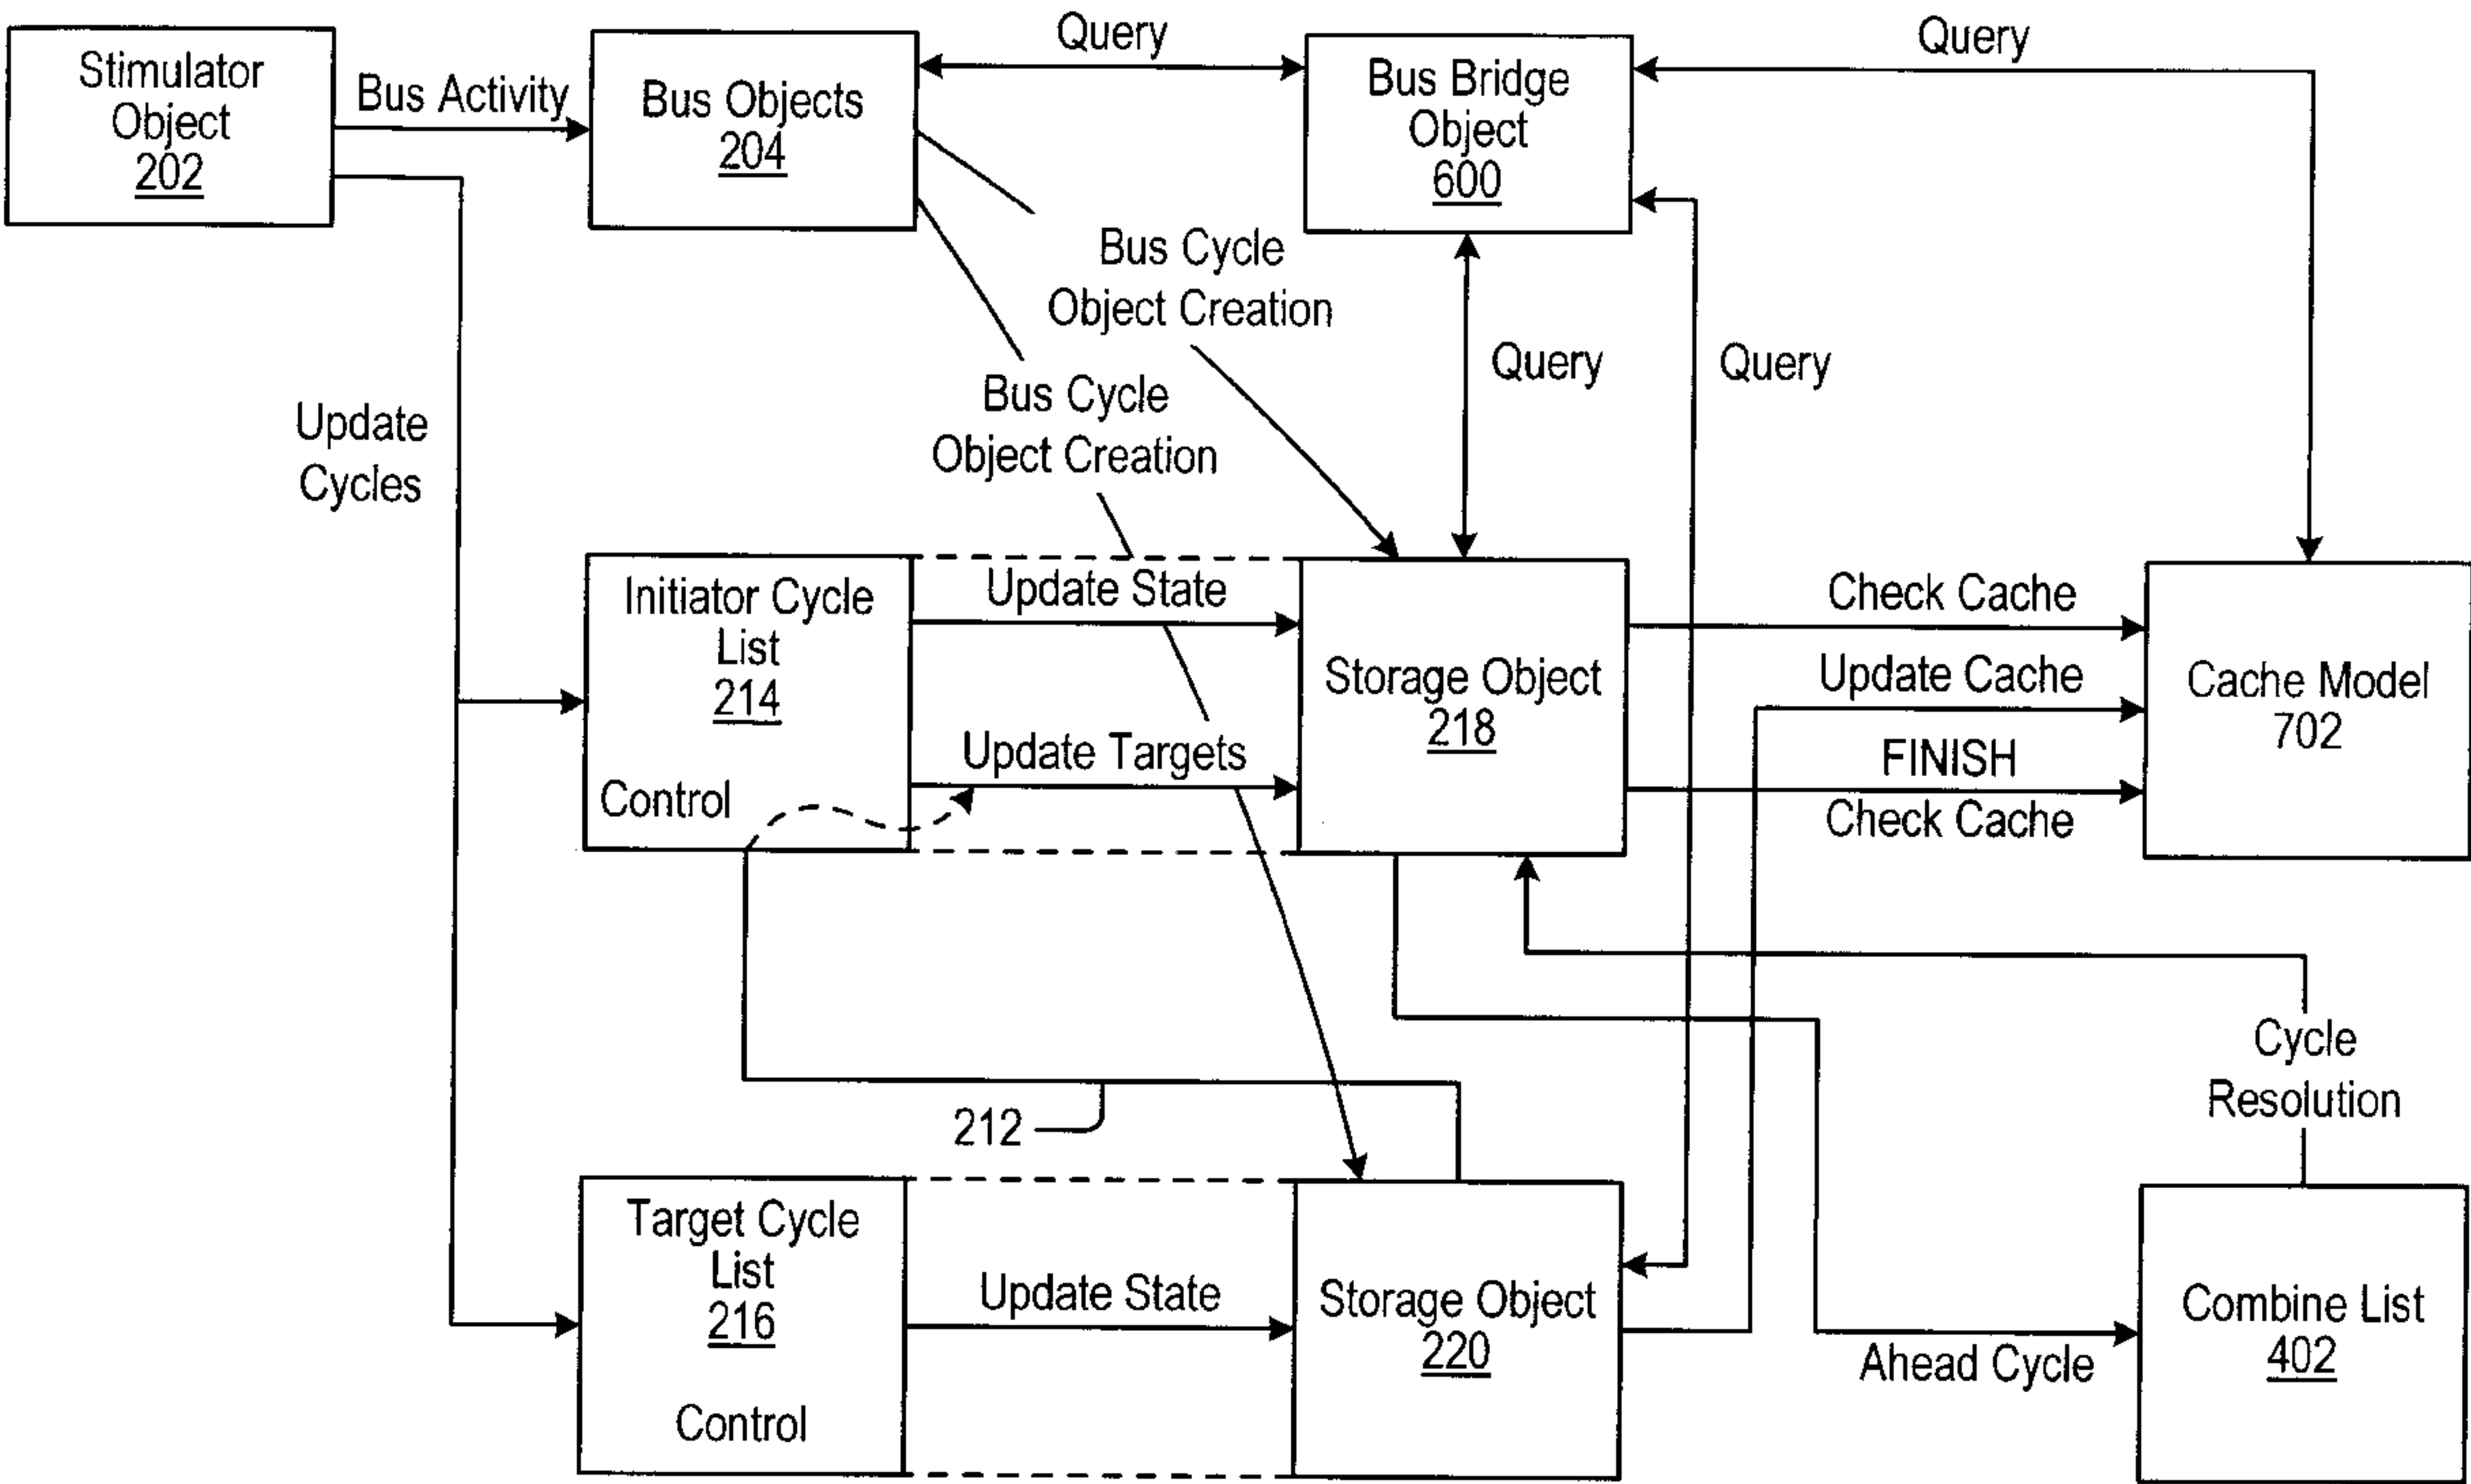 Stimulator
Object
202
Bus Activity
Bus Objects
204
Query
Bus Bridge
Object
600
Query
Bus Cycle
Object Creation
Bus Cycle
Object Creation
Query
Query
Update
Cycles
Initiator Cycle
List
214
Control
Update State
Update Targets
Storage Object
218
Check Cache
Update Cache
FINISH
Check Cache
Cache Model
702
212
Cycle
Resolution
Target Cycle
List
216
Control
Update State
Storage Object
220
Ahead Cycle
Combine List
402